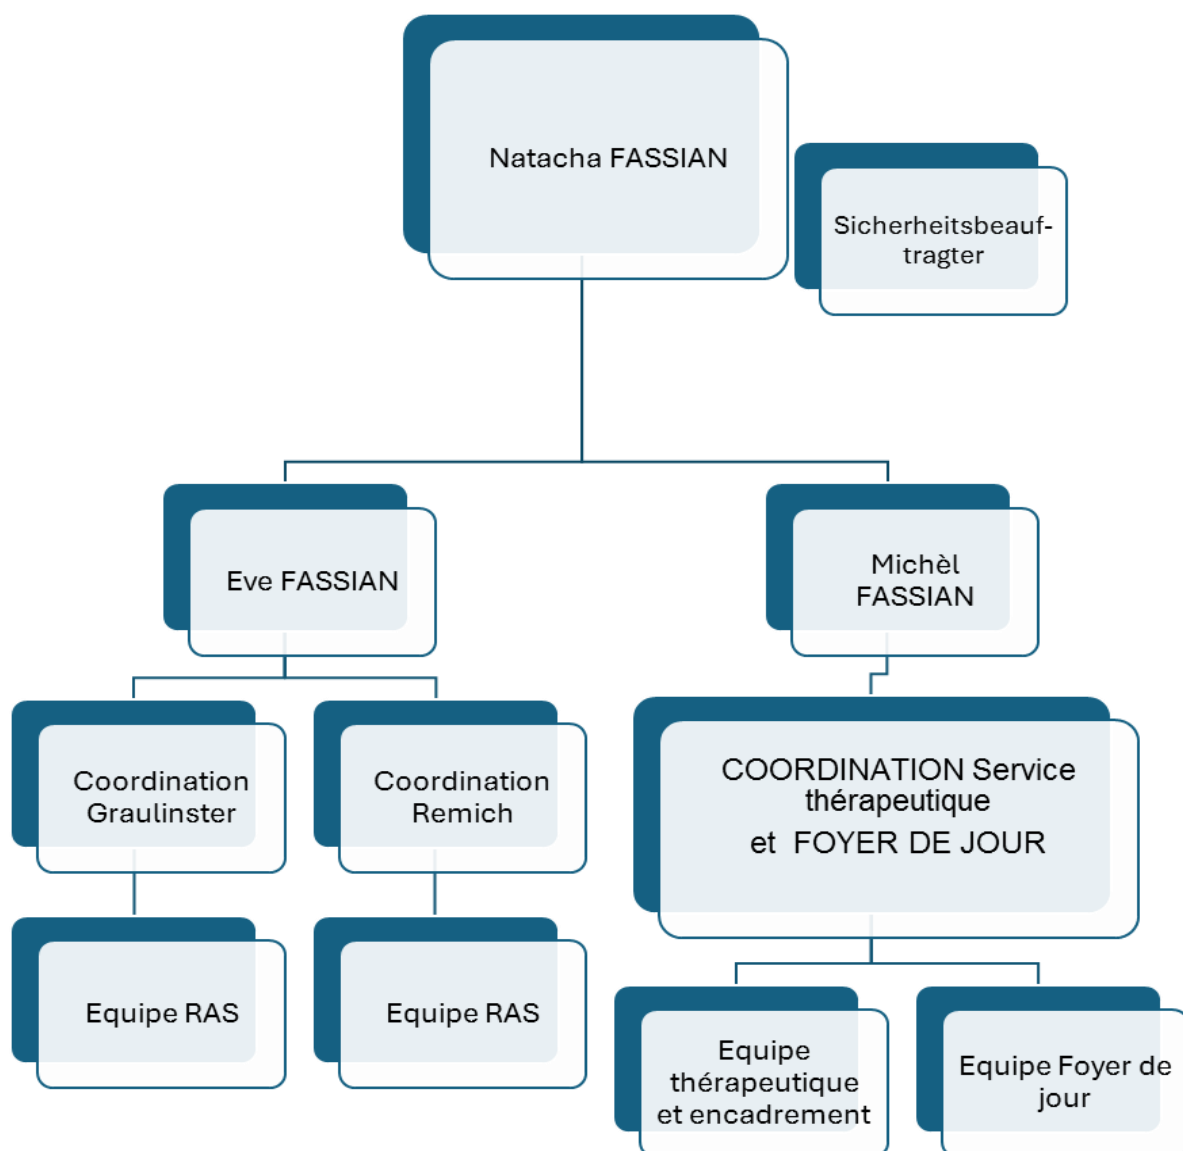 Natacha FASSIAN
Sicherheitsbeauf-
tragter
Eve FASSIAN
Michèl
FASSIAN
Coordination
Graulinster
Coordination
Remich
COORDINATION Service
thérapeutique
et FOYER DE JOUR
Equipe RAS
Equipe RAS
Equipe
thérapeutique
et encadrement
Equipe Foyer de
jour